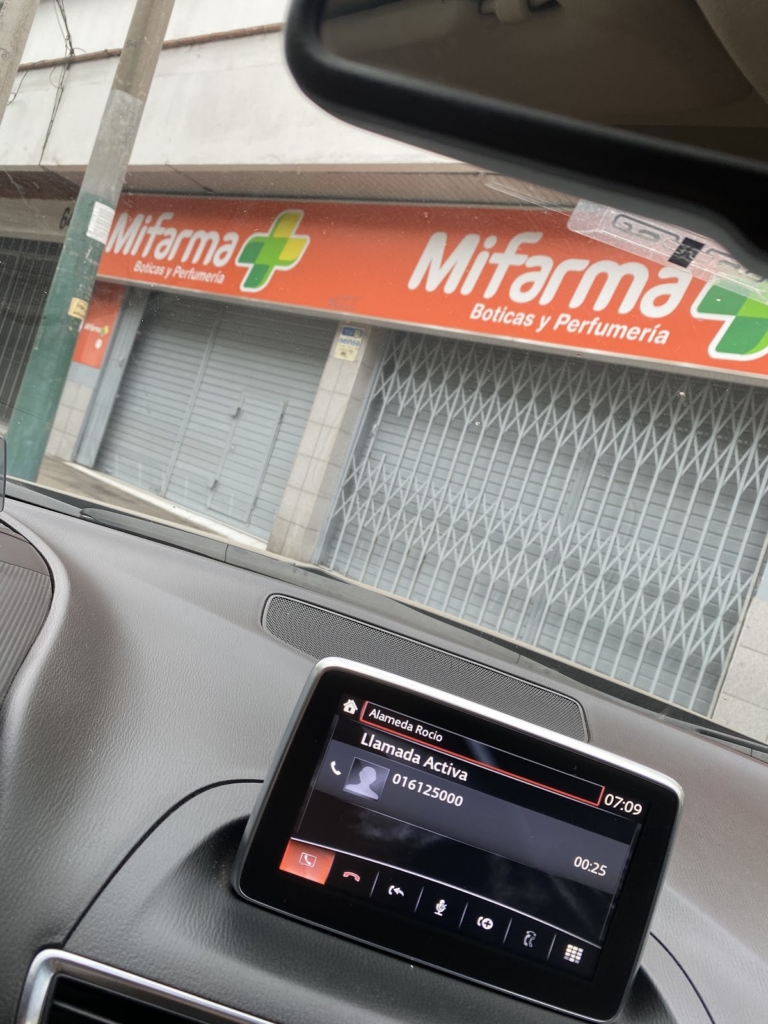 Mifarma
Boticas y Perfumería
Mifarma
Boticas y Perfumería
Alameda Rocio
07:09
Llamada Activa
016125000
00:25